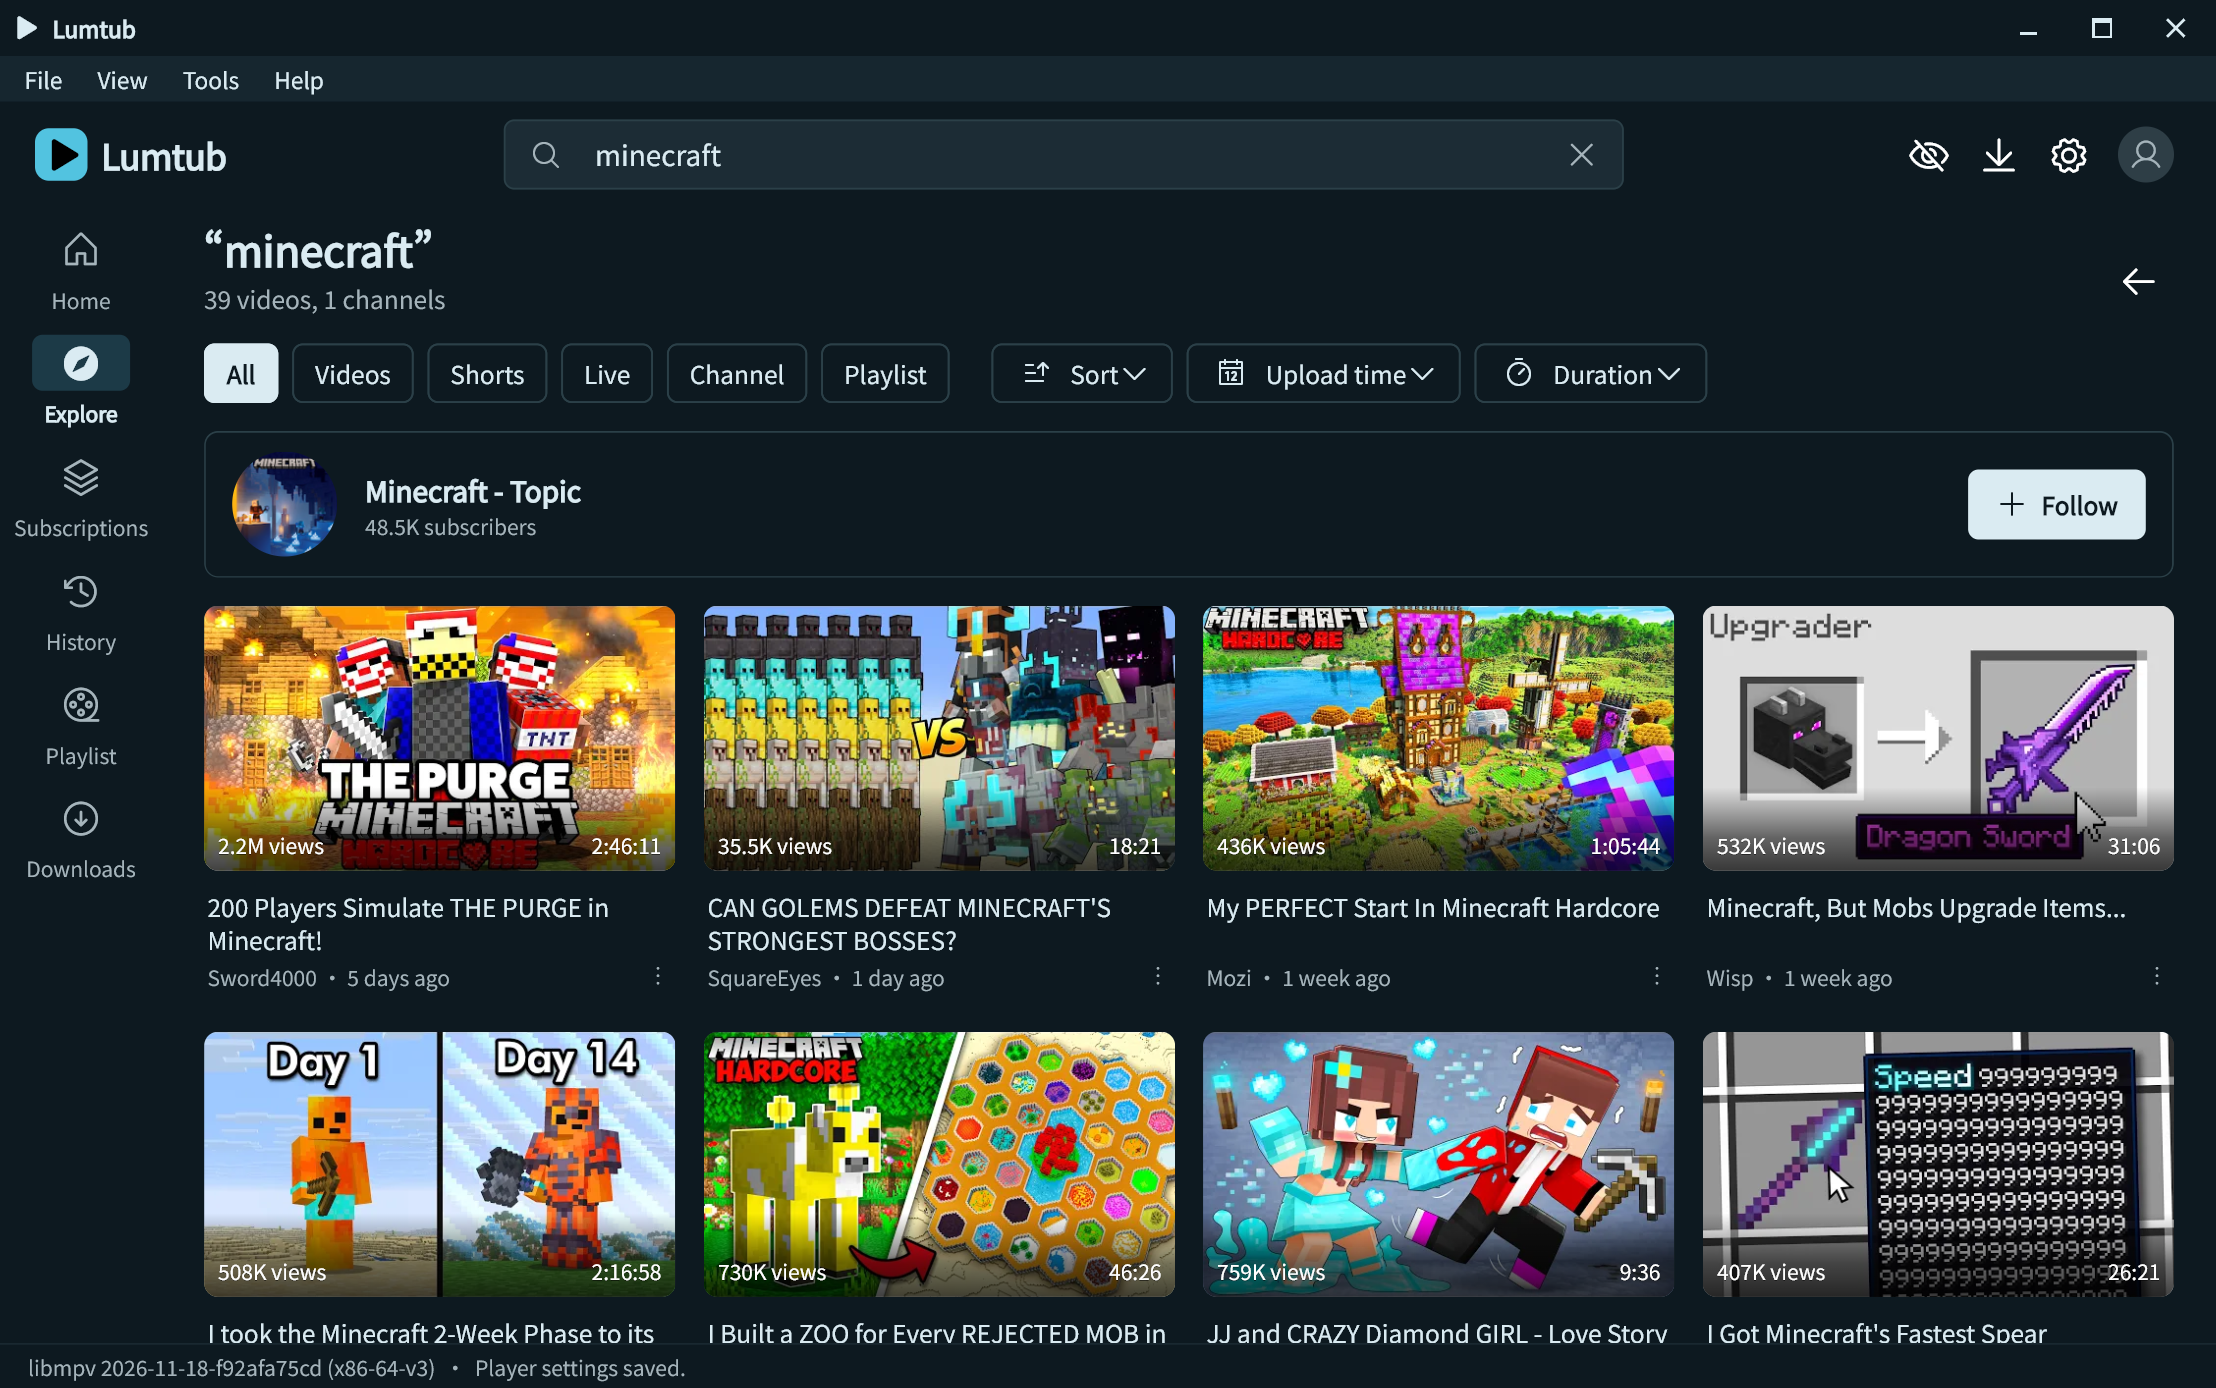 Lumtub
File View Tools Help
Lumtub
minecraft
“minecraft”
39 videos, 1 channels
Home
Explore
Subscriptions
History
Playlist
Downloads
All Videos Shorts Live Channel Playlist Sort 12 Upload time Duration
MINECRAFT
Minecraft - Topic
48.5K subscribers
Follow
TNT
THE PURGE
MINECRAFT
HARDCORE
2.2M views 2:46:11
200 Players Simulate THE PURGE in
Minecraft!
Sword4000 • 5 days ago
VS
35.5K views 18:21
CAN GOLEMS DEFEAT MINECRAFT'S
STRONGEST BOSSES?
SquareEyes • 1 day ago
MINECRAFT
HARDCORE
436K views 1:05:44
My PERFECT Start In Minecraft Hardcore
Mozi • 1 week ago
Upgrader
Dragon Sword
532K views 31:06
Minecraft, But Mobs Upgrade Items...
Wisp • 1 week ago
Day 1 Day 14
508K views 2:16:58
I took the Minecraft 2-Week Phase to its
MINECRAFT
HARDCORE
730K views 46:26
I Built a ZOO for Every REJECTED MOB in
759K views 9:36
JJ and CRAZY Diamond GIRL - Love Story
Speed 999999999
407K views 26:21
I Got Minecraft's Fastest Spear
libmpv 2026-11-18-f92afa75cd (x86-64-v3) • Player settings saved.